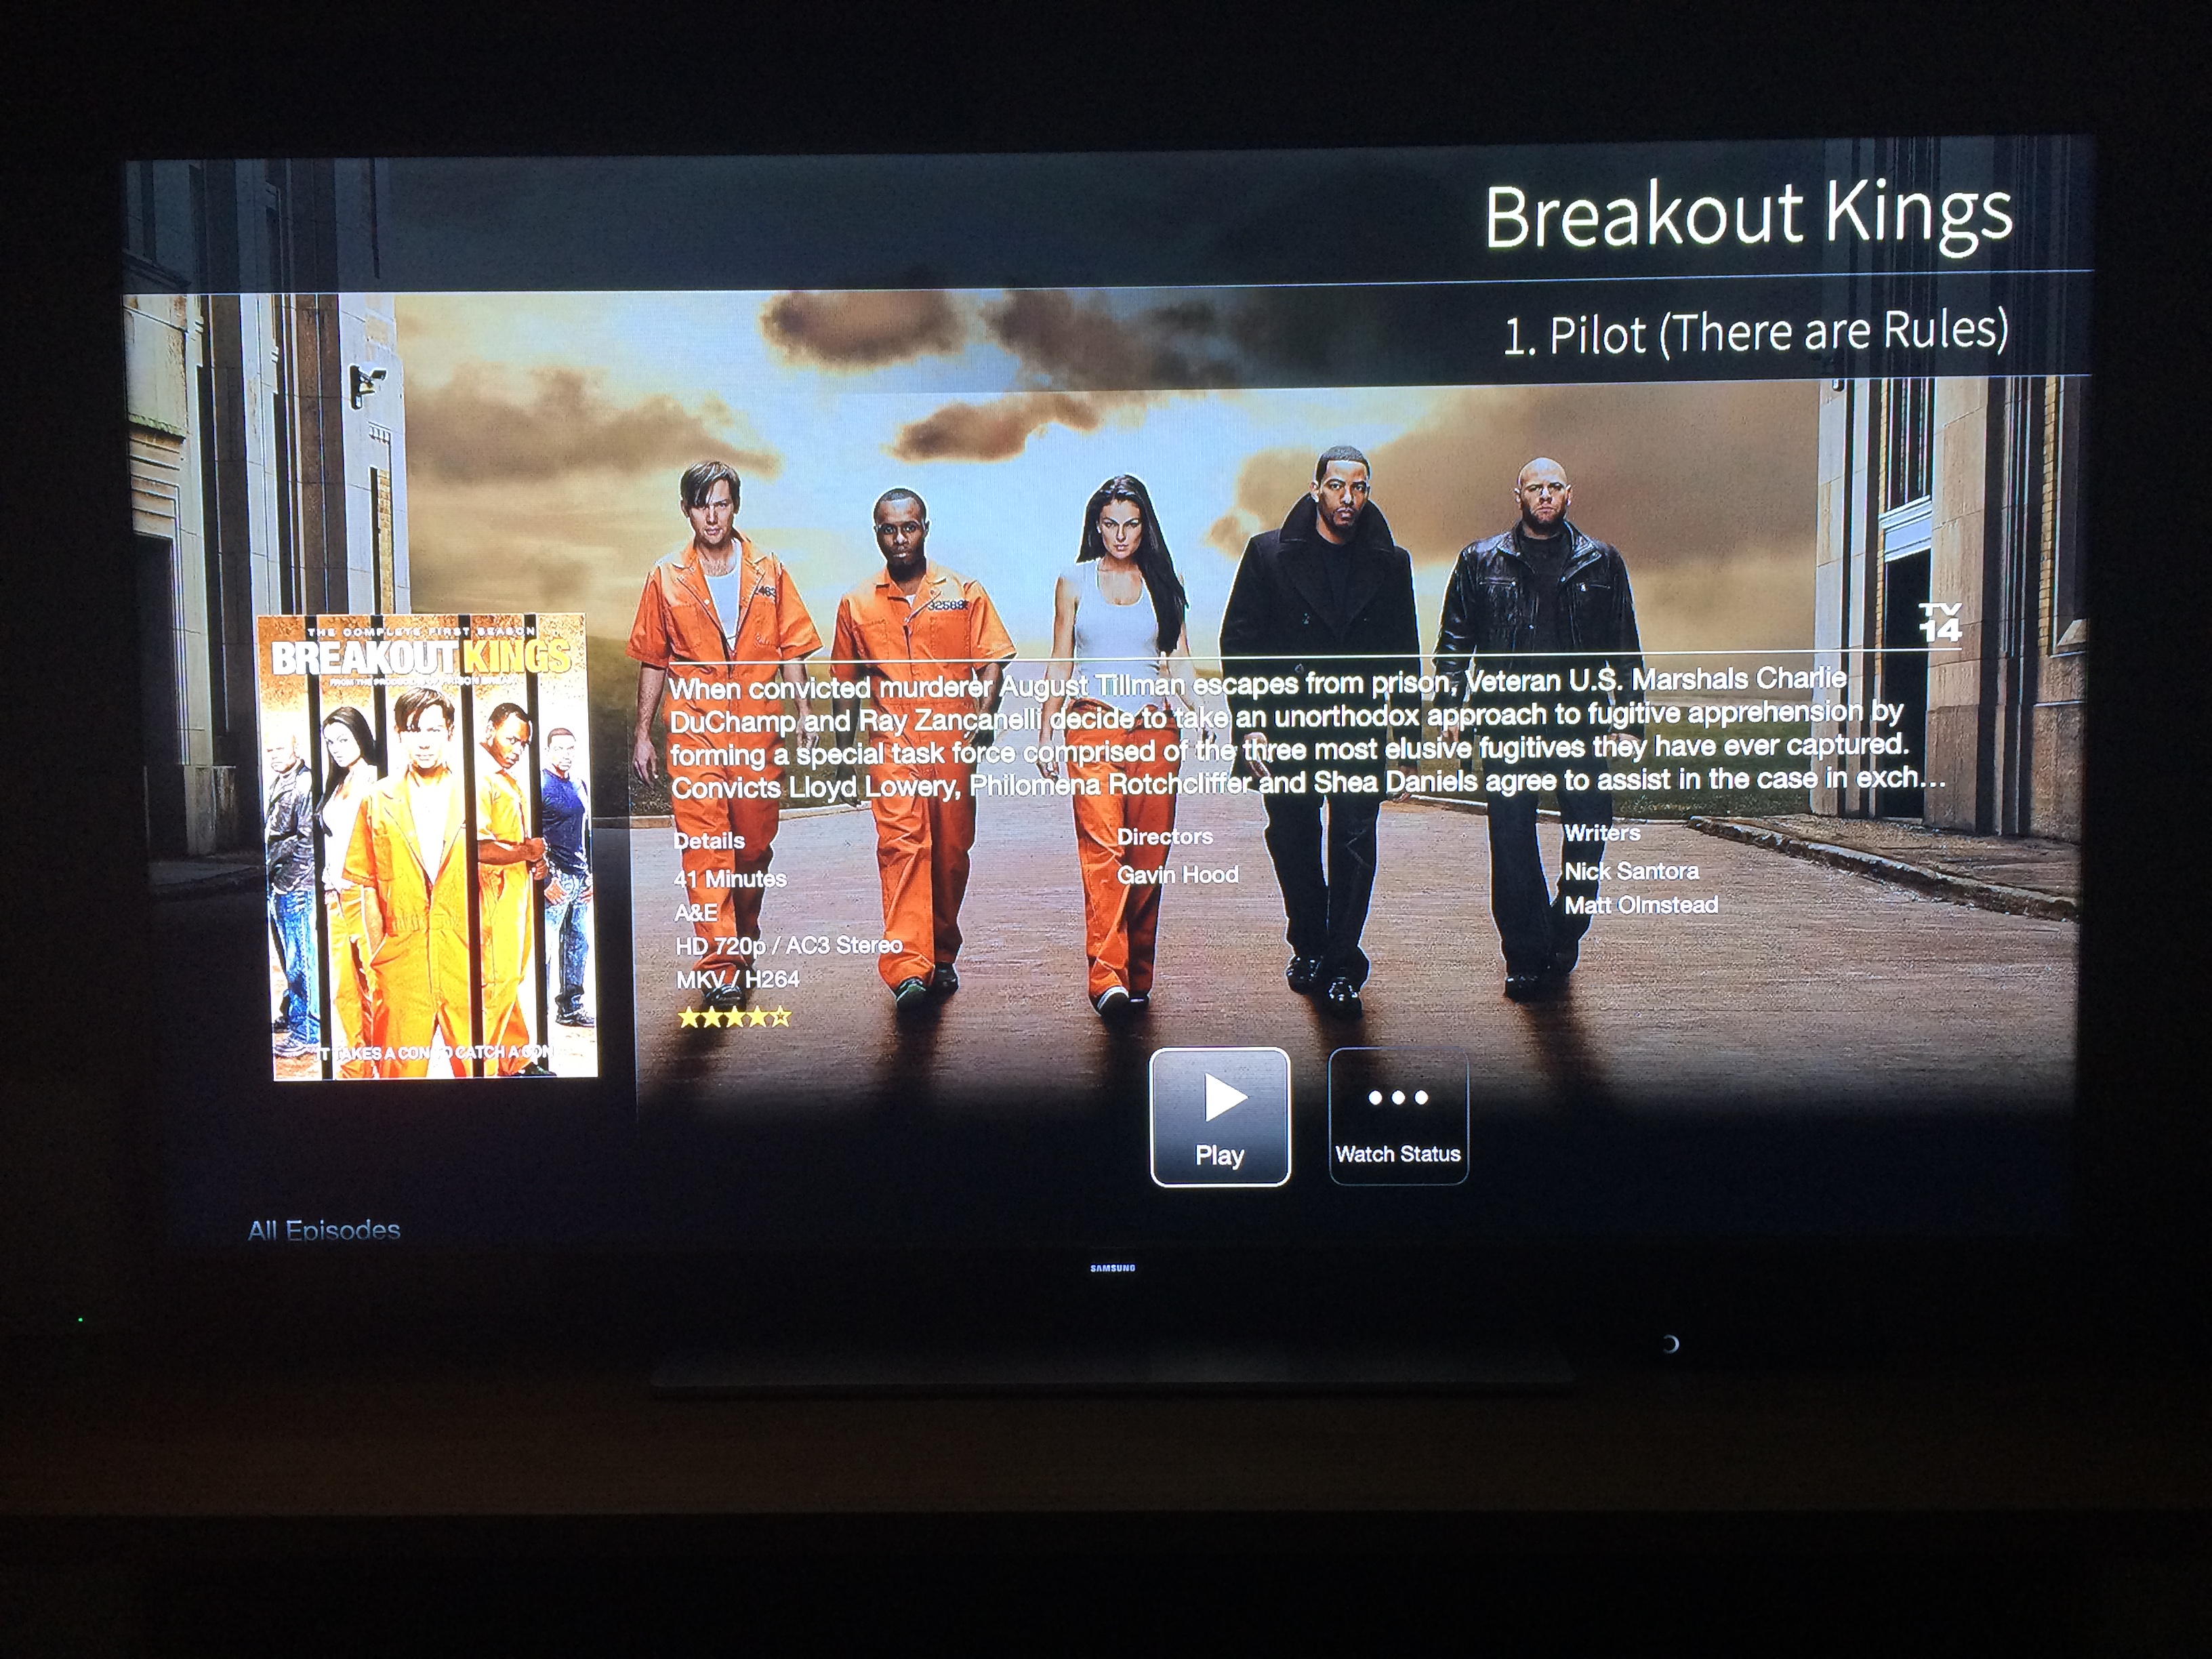 Breakout Kings
1. Pilot (There are Rules)
2463
32568
TV
14
THE COMPLETE FIRST SEASON
BREAKOUT KINGS
FROM THE PRODUCERS OF PRISON BREAK
IT TAKES A CON TO CATCH A CON
When convicted murderer August Tillman escapes from prison, Veteran U.S. Marshals Charlie
DuChamp and Ray Zancanelli decide to take an unorthodox approach to fugitive apprehension by
forming a special task force comprised of the three most elusive fugitives they have ever captured.
Convicts Lloyd Lowery, Philomena Rotchcliffer and Shea Daniels agree to assist in the case in exch...
Details
41 Minutes
A&E
HD 720p / AC3 Stereo
MKV / H264
Directors
Gavin Hood
Writers
Nick Santora
Matt Olmstead
Play
Watch Status
All Episodes
SAMSUNG